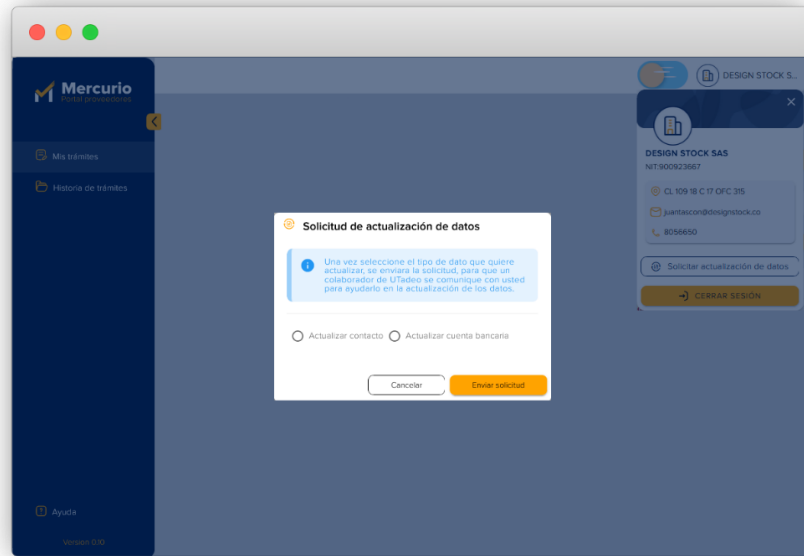 Mercurio
Portal proveedores
DESIGN STOCK S...
Mis trámites
Historia de trámites
DESIGN STOCK SAS
NIT:900923667
CL 109 18 C 17 OFC 315
juantascon@designstock.co
8056650
Solicitar actualización de datos
CERRAR SESIÓN
Solicitud de actualización de datos
Una vez seleccione el tipo de dato que quiere
actualizar, se enviara la solicitud, para que un
colaborador de UTadeo se comunique con usted
para ayudarlo en la actualización de los datos.
Actualizar contacto
Actualizar cuenta bancaria
Cancelar
Enviar solicitud
Ayuda
Version 0.10